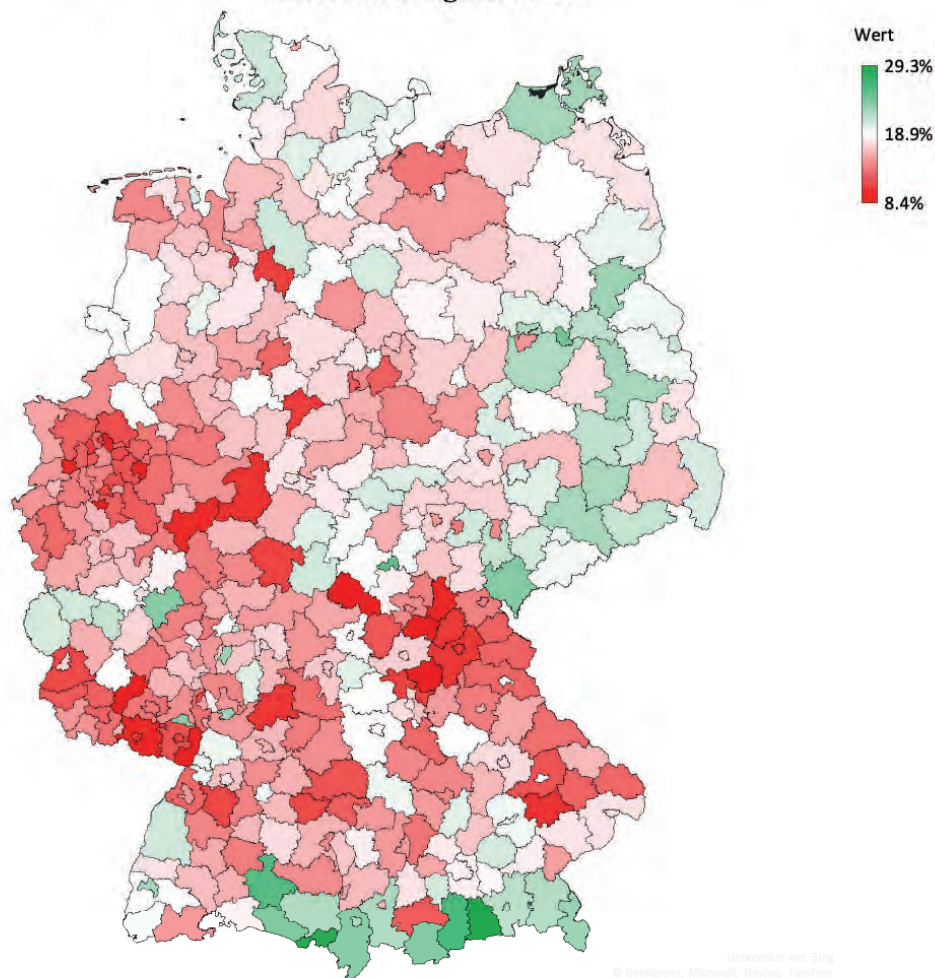 Wert
29.3%
18.9%
8.4%
Unterstützt von Bing
© GeoNames, Microsoft, Navteq, TomTom